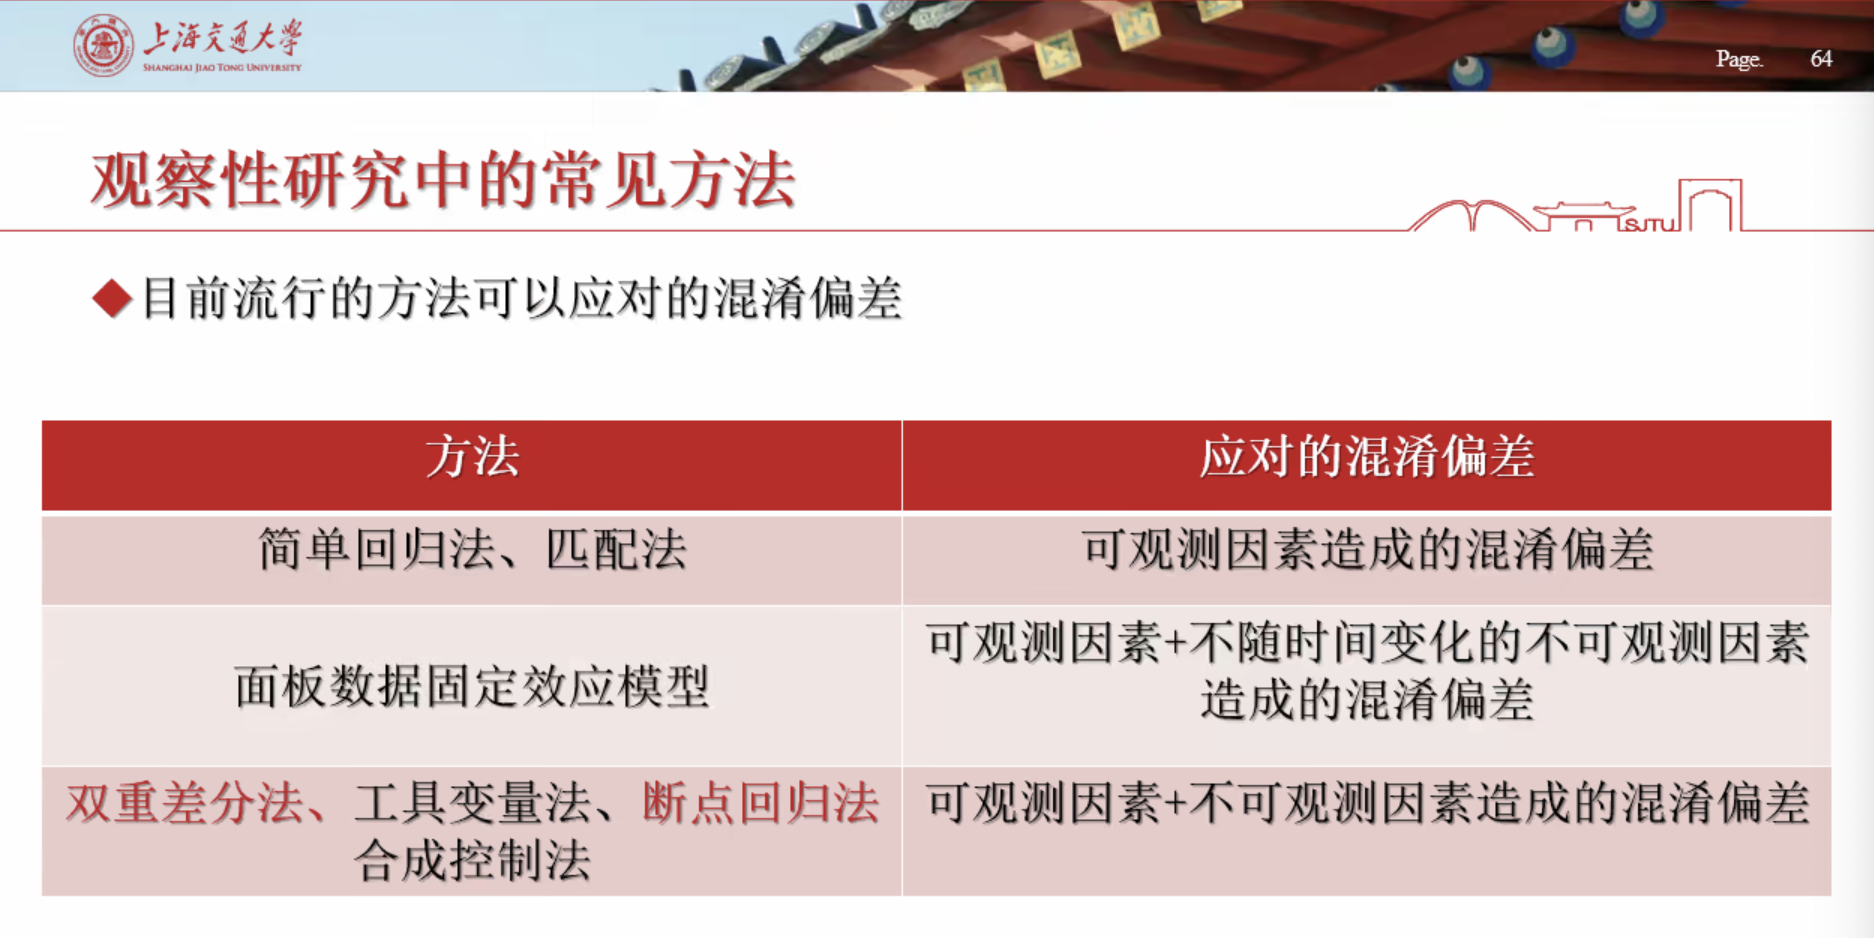 上海交通大学
SHANGHAI JIAO TONG UNIVERSITY
Page. 64
观察性研究中的常见方法
SJTU
目前流行的方法可以应对的混淆偏差
方法
应对的混淆偏差
简单回归法、匹配法
可观测因素造成的混淆偏差
面板数据固定效应模型
可观测因素+不随时间变化的不可观测因素
造成的混淆偏差
双重差分法、工具变量法、断点回归法
合成控制法
可观测因素+不可观测因素造成的混淆偏差